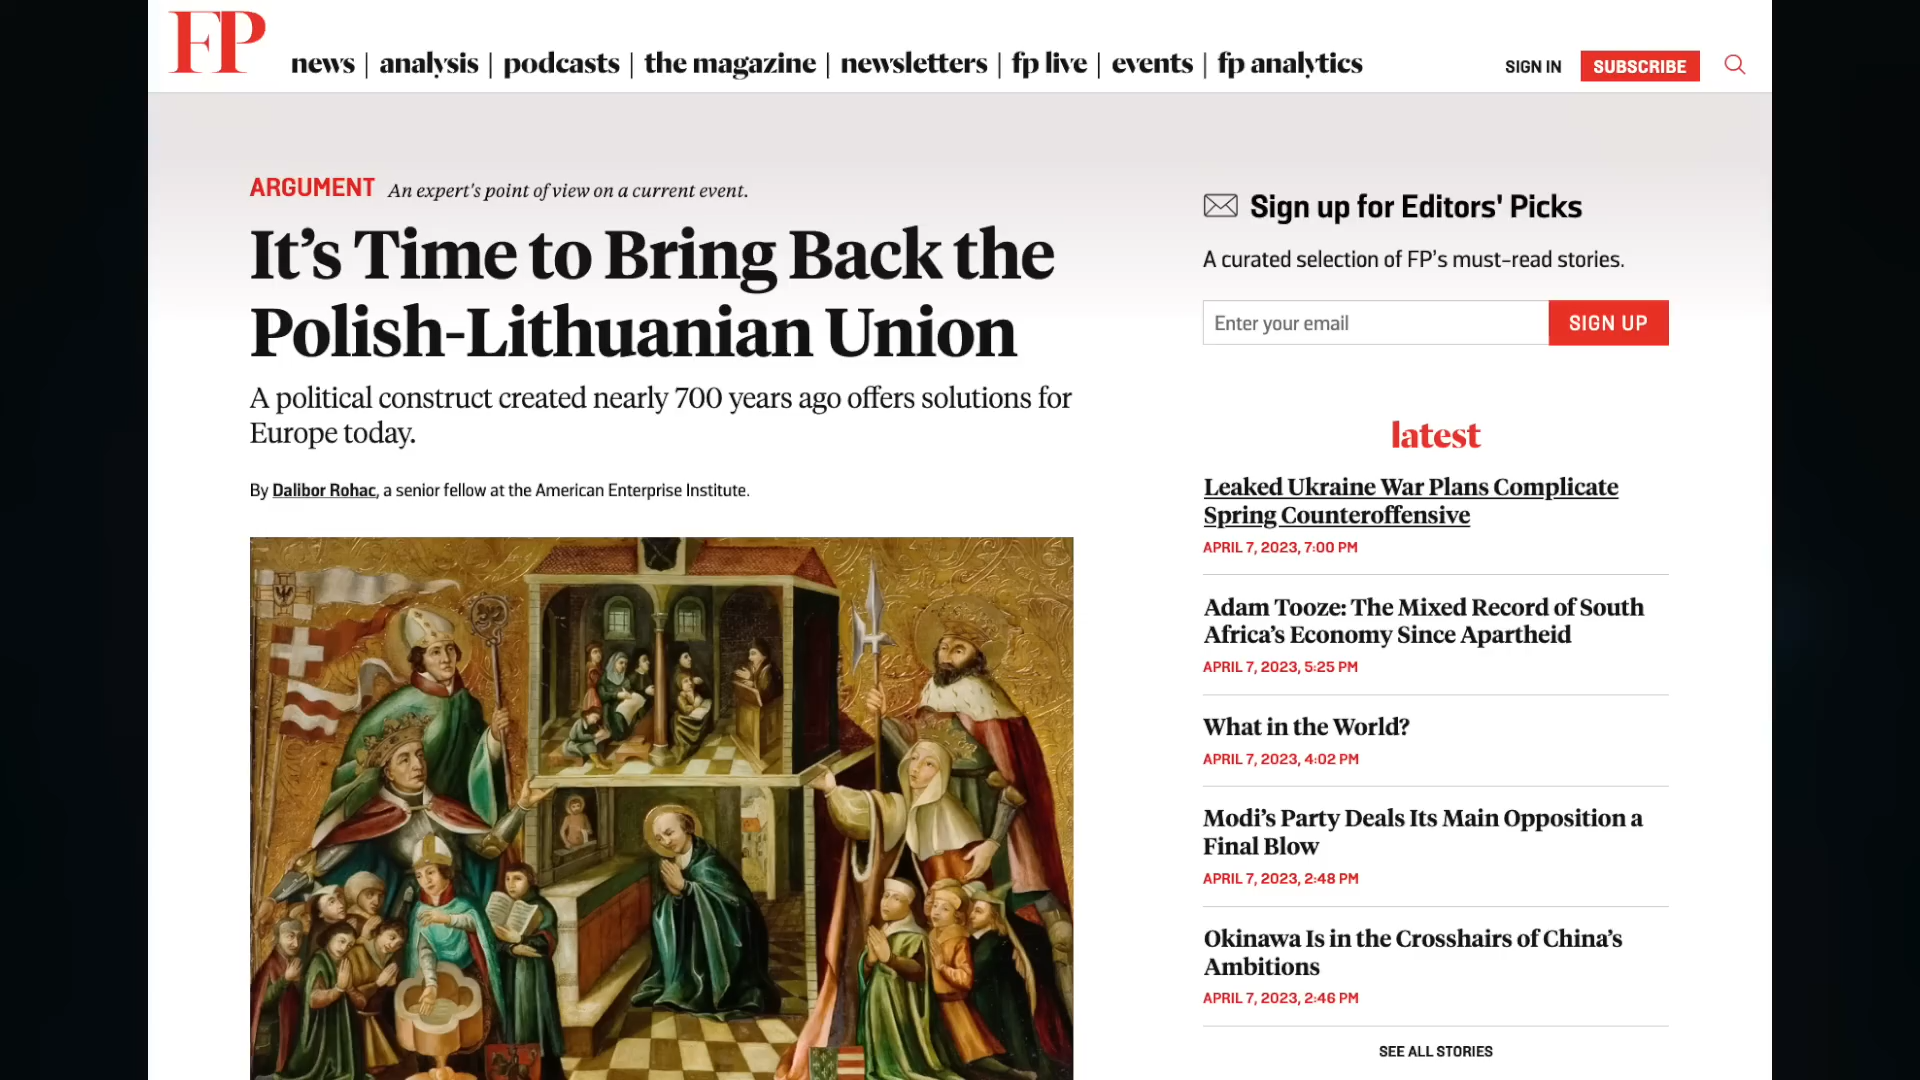 FP
news | analysis | podcasts | the magazine | newsletters | fp live | events | fp analytics
SIGN IN
SUBSCRIBE
ARGUMENT An expert's point of view on a current event.
It’s Time to Bring Back the
Polish-Lithuanian Union
A political construct created nearly 700 years ago offers solutions for
Europe today.
By Dalibor Rohac, a senior fellow at the American Enterprise Institute.
Sign up for Editors' Picks
A curated selection of FP’s must-read stories.
Enter your email
SIGN UP
latest
Leaked Ukraine War Plans Complicate
Spring Counteroffensive
APRIL 7, 2023, 7:00 PM
Adam Tooze: The Mixed Record of South
Africa’s Economy Since Apartheid
APRIL 7, 2023, 5:25 PM
What in the World?
APRIL 7, 2023, 4:02 PM
Modi’s Party Deals Its Main Opposition a
Final Blow
APRIL 7, 2023, 2:48 PM
Okinawa Is in the Crosshairs of China’s
Ambitions
APRIL 7, 2023, 2:46 PM
SEE ALL STORIES